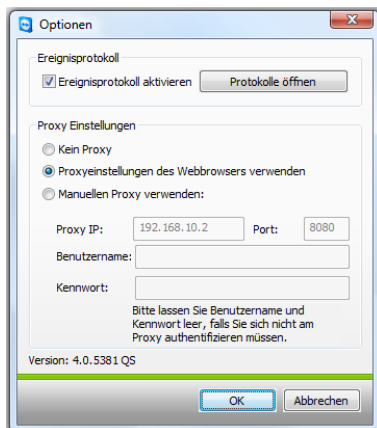 Optionen
Ereignisprotokoll
Ereignisprotokoll aktivieren Protokolle öffnen
Proxy Einstellungen
Kein Proxy
Proxyeinstellungen des Webbrowsers verwenden
Manuellen Proxy verwenden:
Proxy IP: 192.168.10.2 Port: 8080
Benutzername:
Kennwort:
Bitte lassen Sie Benutzername und
Kennwort leer, falls Sie sich nicht am
Proxy authentifizieren müssen.
Version: 4.0.5381 QS
OK Abbrechen